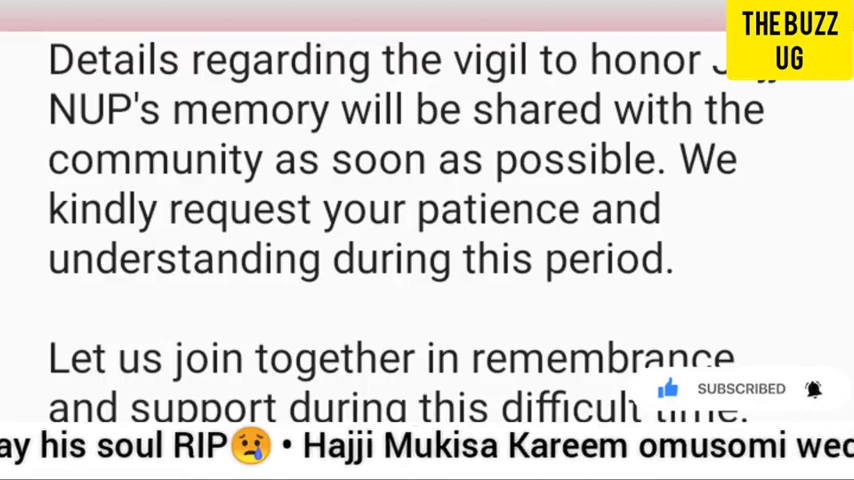 THE BUZZ
UG
Details regarding the vigil to honor
NUP's memory will be shared with the
community as soon as possible. We
kindly request your patience and
understanding during this period.
Let us join together in remembrance
and support during this difficult time.
SUBSCRIBED
ay his soul RIP😢 • Hajji Mukisa Kareem omusomi wed